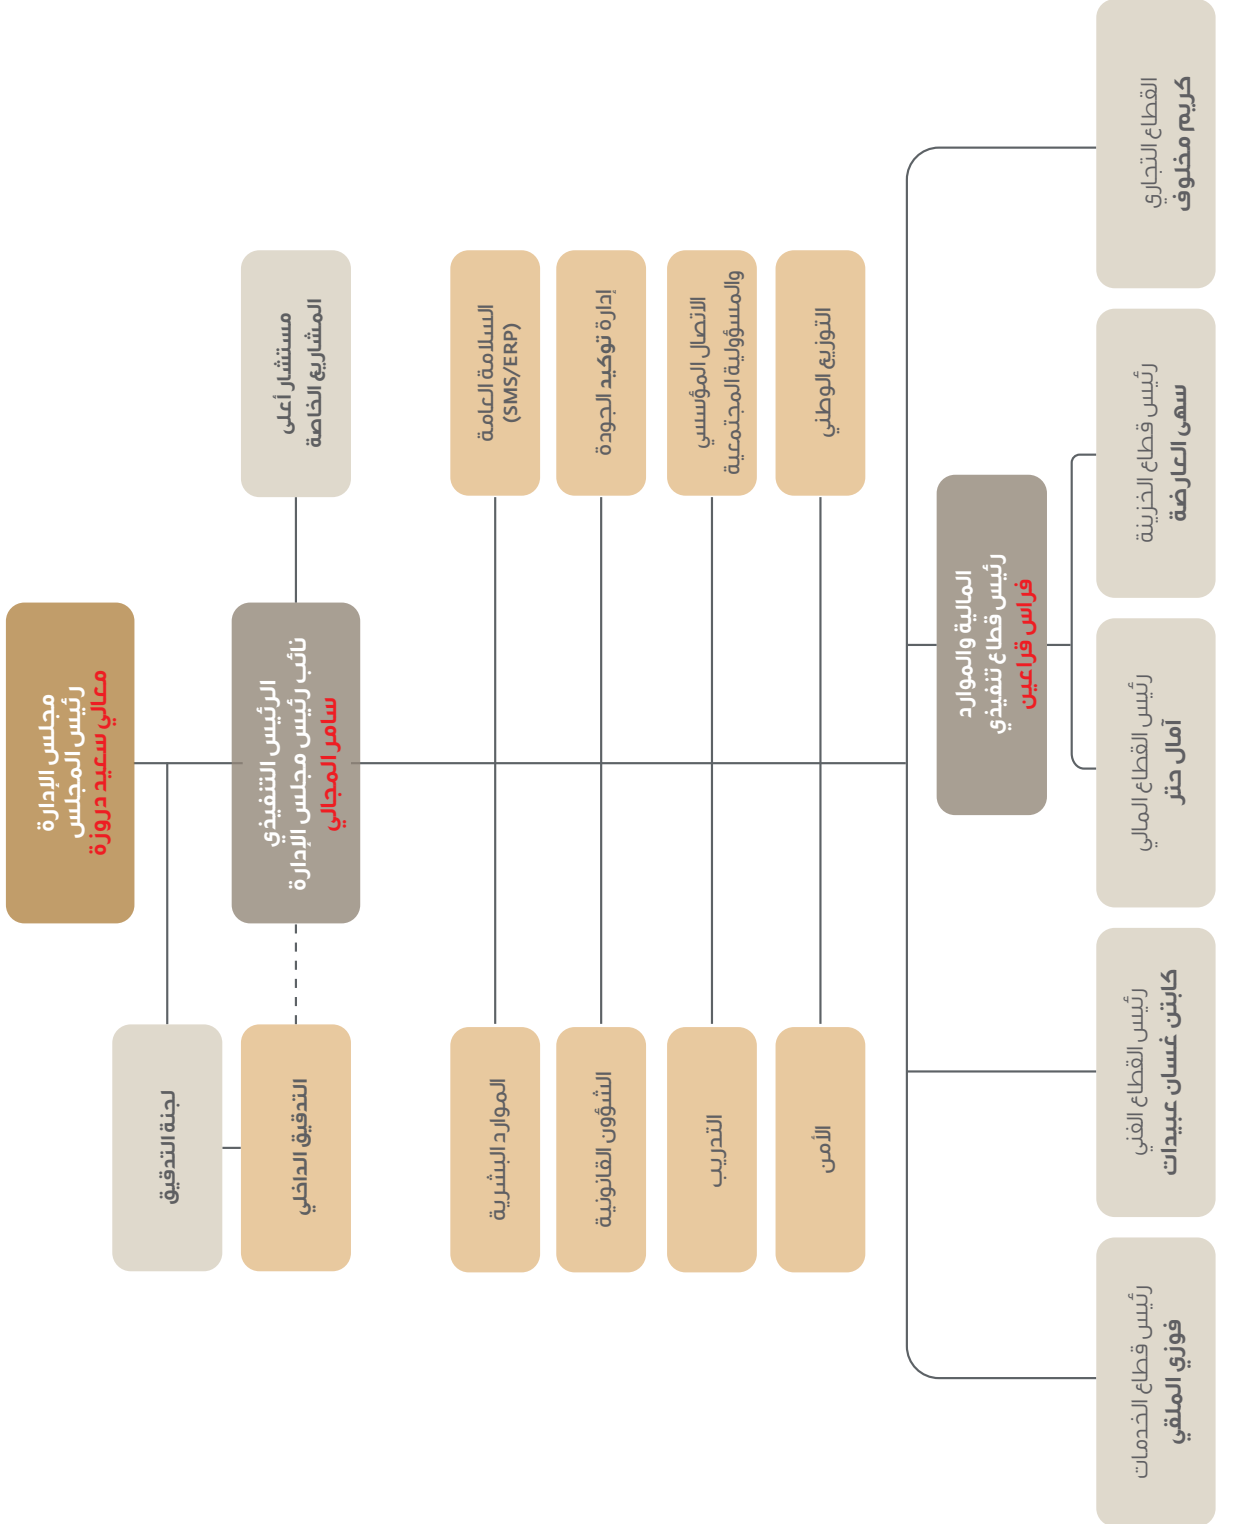 مجلس الإدارة
رئيس المجلس
معالي سعيد دروزة
لجنة التدقيق
الرئيس التنفيذي
نائب رئيس مجلس الإدارة
سامر المجالي
مستشار أعلى
المشاريع الخاصة
التدقيق الداخلي
السلامة العامة
(SMS/ERP)
الموارد البشرية
إدارة توكيد الجودة
الشؤون القانونية
الاتصال المؤسسي
والمسؤولية المجتمعية
التدريب
التوزيع الوطني
الأمن
المالية والموارد
رئيس قطاع تنفيذي
فراس قراعين
القطاع التجاري
كريم مخلوف
رئيس قطاع الخزينة
سهى العارضة
رئيس القطاع المالي
آمال حتر
رئيس القطاع الفني
كابتن غسان عبيدات
رئيس قطاع الخدمات
فوزي الملقي